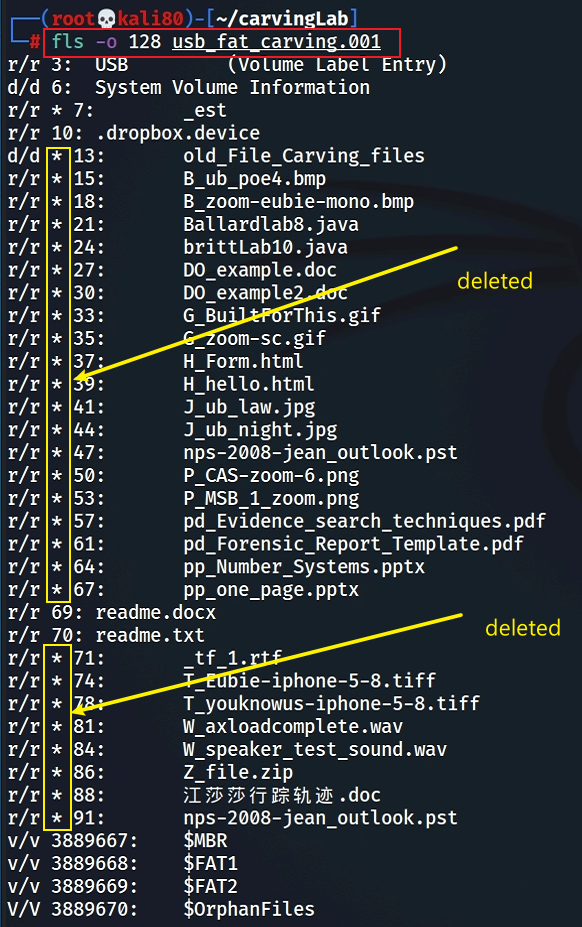 (root💀kali80)-[~/carvingLab]
# fls -o 128 usb_fat_carving.001
r/r 3: USB (Volume Label Entry)
d/d 6: System Volume Information
r/r * 7: _est
r/r 10: .dropbox.device
d/d * 13: old_File_Carving_files
r/r * 15: B_ub_poe4.bmp
r/r * 18: B_zoom-eubie-mono.bmp
r/r * 21: Ballardlab8.java
r/r * 24: brittLab10.java
r/r * 27: DO_example.doc
deleted
r/r * 30: DO_example2.doc
r/r * 33: G_BuiltForThis.gif
r/r * 35: G_zoom-sc.gif
r/r * 37: H_Form.html
r/r * 39: H_hello.html
r/r * 41: J_ub_law.jpg
r/r * 44: J_ub_night.jpg
r/r * 47: nps-2008-jean_outlook.pst
r/r * 50: P_CAS-zoom-6.png
r/r * 53: P_MSB_1_zoom.png
r/r * 57: pd_Evidence_search_techniques.pdf
r/r * 61: pd_Forensic_Report_Template.pdf
r/r * 64: pp_Number_Systems.pptx
r/r * 67: pp_one_page.pptx
r/r 69: readme.docx
r/r 70: readme.txt
deleted
r/r * 71: _tf_1.rtf
r/r * 74: T_Eubie-iphone-5-8.tiff
r/r * 78: T_youknowus-iphone-5-8.tiff
r/r * 81: W_axloadcomplete.wav
r/r * 84: W_speaker_test_sound.wav
r/r * 86: Z_file.zip
r/r * 88: 江莎莎行踪轨迹.doc
r/r * 91: nps-2008-jean_outlook.pst
v/v 3889667: $MBR
v/v 3889668: $FAT1
v/v 3889669: $FAT2
V/V 3889670: $OrphanFiles